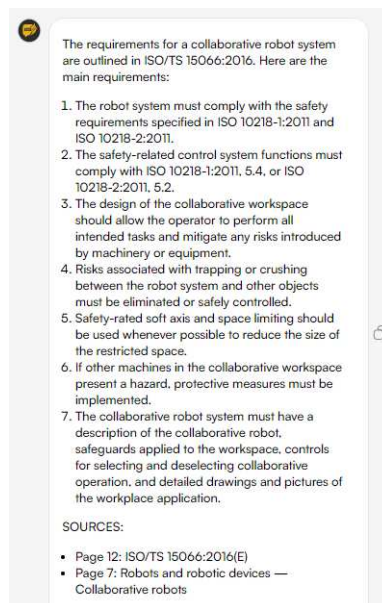 The requirements for a collaborative robot system
are outlined in ISO/TS 15066:2016. Here are the
main requirements:
1. The robot system must comply with the safety
requirements specified in ISO 10218-1:2011 and
ISO 10218-2:2011.
2. The safety-related control system functions must
comply with ISO 10218-1:2011, 5.4, or ISO
10218-2:2011, 5.2.
3. The design of the collaborative workspace
should allow the operator to perform all
intended tasks and mitigate any risks introduced
by machinery or equipment.
4. Risks associated with trapping or crushing
between the robot system and other objects
must be eliminated or safely controlled.
5. Safety-rated soft axis and space limiting should
be used whenever possible to reduce the size of
the restricted space.
6. If other machines in the collaborative workspace
present a hazard, protective measures must be
implemented.
7. The collaborative robot system must have a
description of the collaborative robot,
safeguards applied to the workspace, controls
for selecting and deselecting collaborative
operation, and detailed drawings and pictures of
the workplace application.
SOURCES:
• Page 12: ISO/TS 15066:2016(E)
• Page 7: Robots and robotic devices —
Collaborative robots